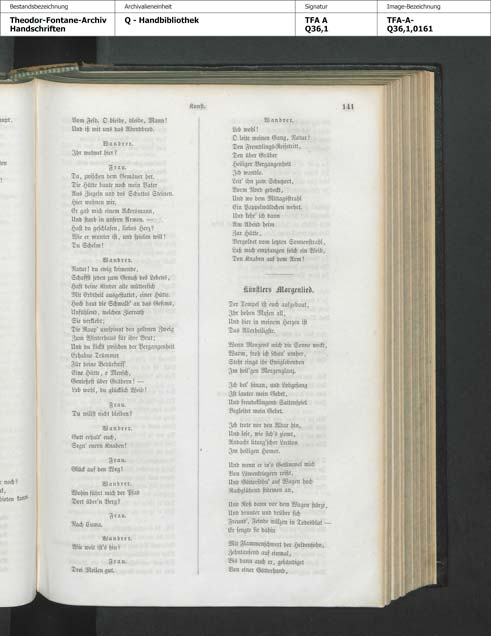 Bestandsbezeichnung
Archivalieneinheit
Signatur
Image-Bezeichnung
Theodor-Fontane-Archiv
Handschriften
Q - Handbibliothek
TFA A
Q36,1
TFA-A-
Q36,1,0161
Kunst.
141
Vom Feld. O bleibe, bleibe, Mann!
Und iß mit uns das Abendbrod.
Wandrer.
Ihr wohnet hier?
Frau.
Da, zwischen dem Gemäuer her.
Die Hütte baute noch mein Vater
Aus Ziegeln und des Schuttes Steinen.
Hier wohnen wir.
Er gab mich einem Ackersmann,
Und starb in unsern Armen. —
Hast du geschlafen, liebes Herz?
Wie er munter ist, und spielen will!
Du Schelm!
Wandrer.
Natur! du ewig keimende,
Schaffst jeden zum Genuß des Lebens,
Hast deine Kinder alle mütterlich
Mit Erbtheil ausgestattet, einer Hütte.
Hoch baut die Schwalb' an das Gesims,
Unfühlend, welchen Zierrath
Sie verklebt;
Die Raup' umspinnt den goldnen Zweig
Zum Winterhaus für ihre Brut;
Und du flickst zwischen der Vergangenheit
Erhabne Trümmer
Für deine Bedürfniss'
Eine Hütte, o Mensch,
Genießest über Gräbern! —
Leb wohl, du glücklich Weib!
Frau.
Du willst nicht bleiben?
Wandrer.
Gott erhalt' euch,
Segn' euern Knaben!
Frau.
Glück auf den Weg!
Wandrer.
Wohin führt mich der Pfad
Dort über'n Berg?
Frau.
Nach Cuma.
Wandrer.
Wie weit ist's hin?
Frau.
Drei Meilen gut.
Wandrer.
Leb wohl!
O leite meinen Gang, Natur!
Den Fremdlings-Reisetritt,
Den über Gräber
Heiliger Vergangenheit
Ich wandle.
Leit' ihn zum Schutzort,
Vorm Nord gedeckt,
Und wo dem Mittagsstrahl
Ein Pappelwäldchen wehrt.
Und kehr' ich dann
Am Abend heim
Zur Hütte,
Vergoldet vom letzten Sonnenstrahl,
Laß mich empfangen solch ein Weib,
Den Knaben auf dem Arm!
Künstlers Morgenlied.
Der Tempel ist euch aufgebaut,
Ihr hohen Musen all,
Und hier in meinem Herzen ist
Das Allerheiligste.
Wenn Morgens mich die Sonne weckt,
Warm, froh ich schau' umher,
Steht rings ihr Ewiglebenden
Im heil'gen Morgenglanz.
Ich bet' hinan, und Lobgesang
Ist lauter mein Gebet,
Und freudeklingend Saitenspiel
Begleitet mein Gebet.
Ich trete vor den Altar hin,
Und lese, wie sich's ziemt,
Andacht liturg'scher Lection
Im heiligen Homer.
Und wenn er in's Getümmel mich
Von Löwenkriegern reißt,
Und Göttersöhn' auf Wagen hoch
Rachglühend stürmen an,
Und Roß dann vor dem Wagen stürzt,
Und drunter und drüber sich
Freund', Feinde wälzen in Todesblut —
Er sengte sie dahin
Mit Flammenschwert der Heldensohn,
Zehntausend auf einmal,
Bis dann auch er, gebändiget
Von einer Götterhand,